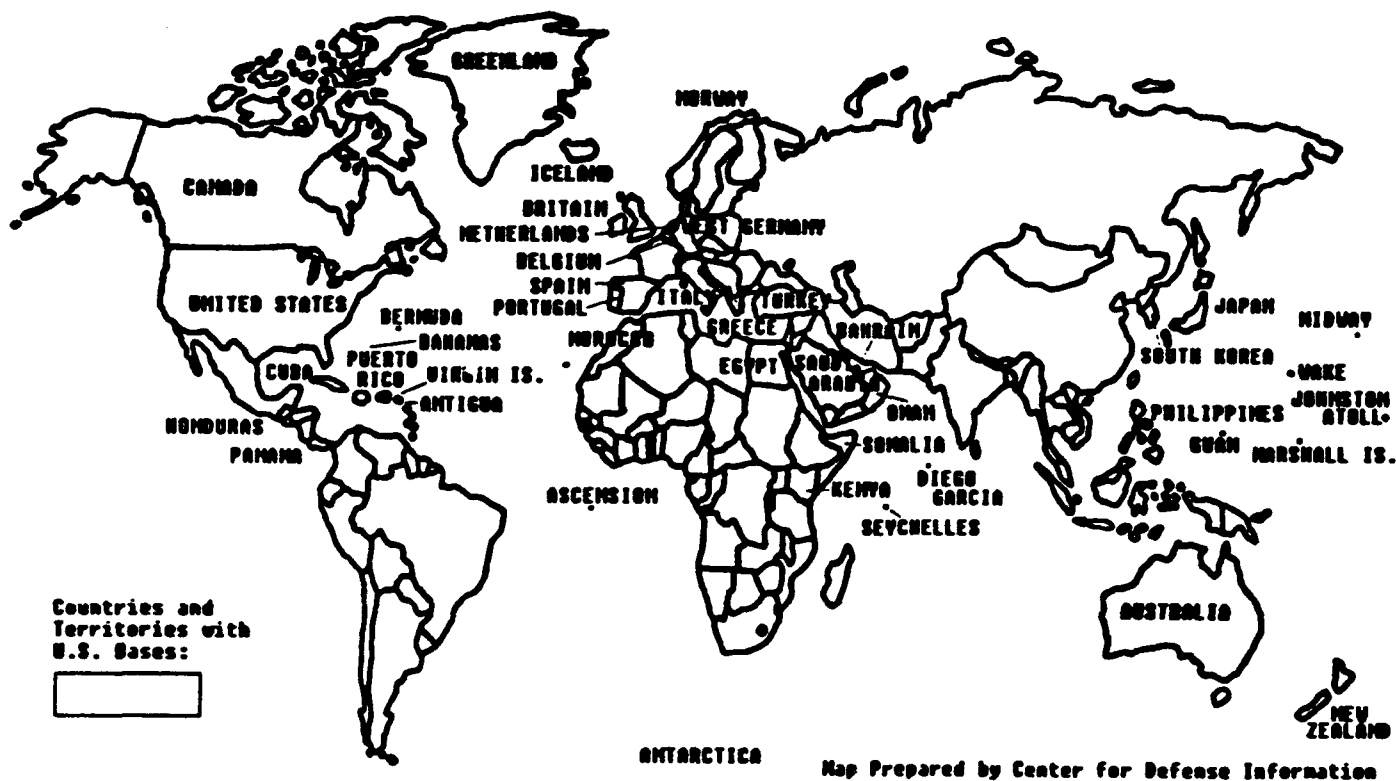 GREENLAND
NORWAY
ICELAND
CANADA
BRITAIN
NETHERLANDS
WEST GERMANY
BELGIUM
SPAIN
PORTUGAL
ITALY
TURKEY
UNITED STATES
BERMUDA
BAHAMAS
MOROCCO
GREECE
BAHRAIN
JAPAN
MIDWAY
SOUTH KOREA
CUBA
PUERTO
RICO
VIRGIN IS.
EGYPT
SAUDI
ARABIA
WAKE
ANTIGUA
OMAN
PHILIPPINES
JOHNSTON
ATOLL
HONDURAS
PANAMA
SOMALIA
GUAM
MARSHALL IS.
DIEGO
GARCIA
ASCENSION
KENYA
SEYCHELLES
AUSTRALIA
Countries and
Territories with
U.S. Bases:
NEW
ZEALAND
ANTARCTICA
Map Prepared by Center for Defense Information